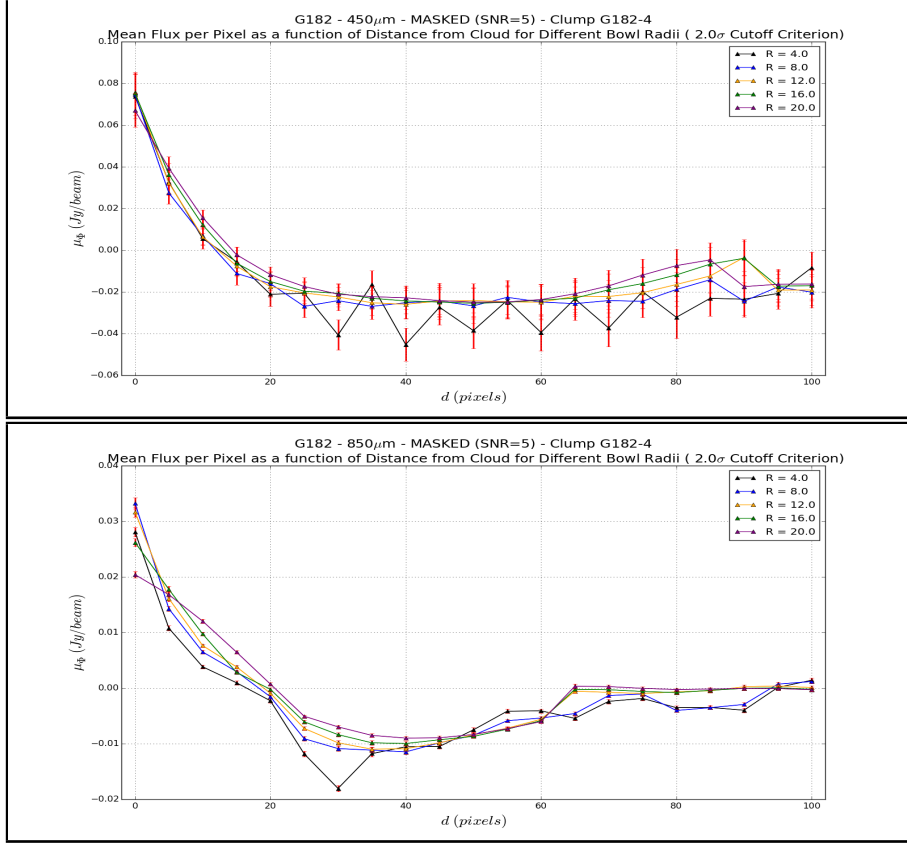 G182 - 450μm - MASKED (SNR=5) - Clump G182-4
Mean Flux per Pixel as a function of Distance from Cloud for Different Bowl Radii ( 2.0σ Cutoff Criterion)
0.10
0.08
0.06
0.04
0.02
0.00
−0.02
−0.04
−0.06
μΦ (Jy/beam)
R = 4.0
R = 8.0
R = 12.0
R = 16.0
R = 20.0
0 20 40 60 80 100
d (pixels)
G182 - 850μm - MASKED (SNR=5) - Clump G182-4
Mean Flux per Pixel as a function of Distance from Cloud for Different Bowl Radii ( 2.0σ Cutoff Criterion)
0.04
0.03
0.02
0.01
0.00
−0.01
−0.02
μΦ (Jy/beam)
R = 4.0
R = 8.0
R = 12.0
R = 16.0
R = 20.0
0 20 40 60 80 100
d (pixels)